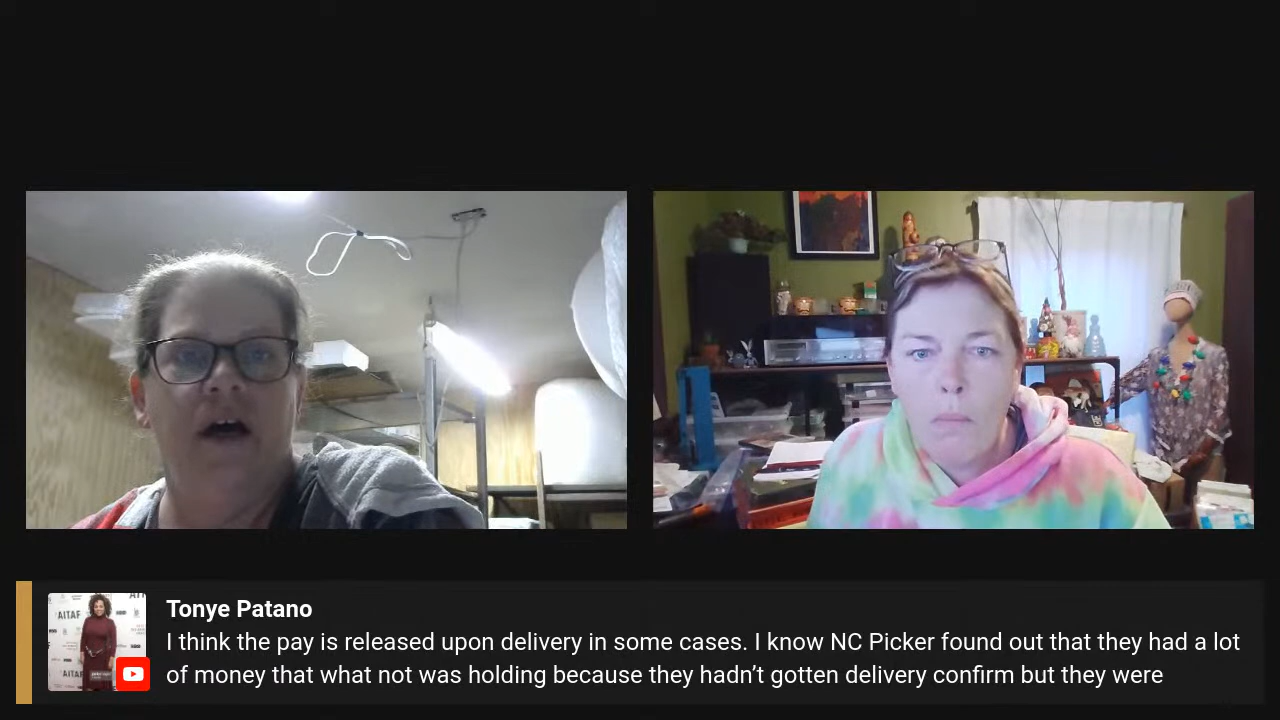 Tonye Patano
I think the pay is released upon delivery in some cases. I know NC Picker found out that they had a lot
of money that what not was holding because they hadn't gotten delivery confirm but they were
AITAF